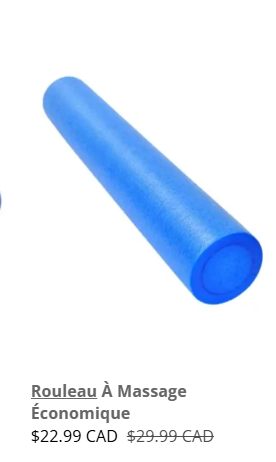 Rouleau À Massage
Économique
$22.99 CAD $29.99 CAD